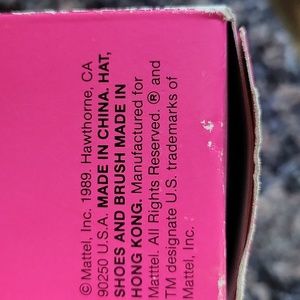 © Mattel, Inc. 1989. Hawthorne, CA
90250 U.S.A. MADE IN CHINA. HAT,
SHOES AND BRUSH MADE IN
HONG KONG. Manufactured for
Matttel. All Rights Reserved. ® and
TM designate U.S. trademarks of
Mattel, Inc.